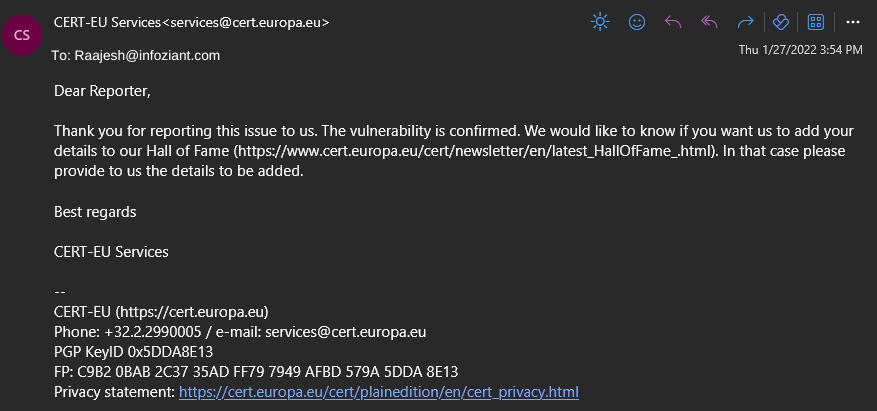 CS
CERT-EU Services<services@cert.europa.eu>
To: Raajesh@infoziant.com
Thu 1/27/2022 3:54 PM
Dear Reporter,
Thank you for reporting this issue to us. The vulnerability is confirmed. We would like to know if you want us to add your
details to our Hall of Fame (https://www.cert.europa.eu/cert/newsletter/en/latest_HallOfFame_.html). In that case please
provide to us the details to be added.
Best regards
CERT-EU Services
--
CERT-EU (https://cert.europa.eu)
Phone: +32.2.2990005 / e-mail: services@cert.europa.eu
PGP KeyID 0x5DDA8E13
FP: C9B2 0BAB 2C37 35AD FF79 7949 AFBD 579A 5DDA 8E13
Privacy statement: https://cert.europa.eu/cert/plainedition/en/cert_privacy.html